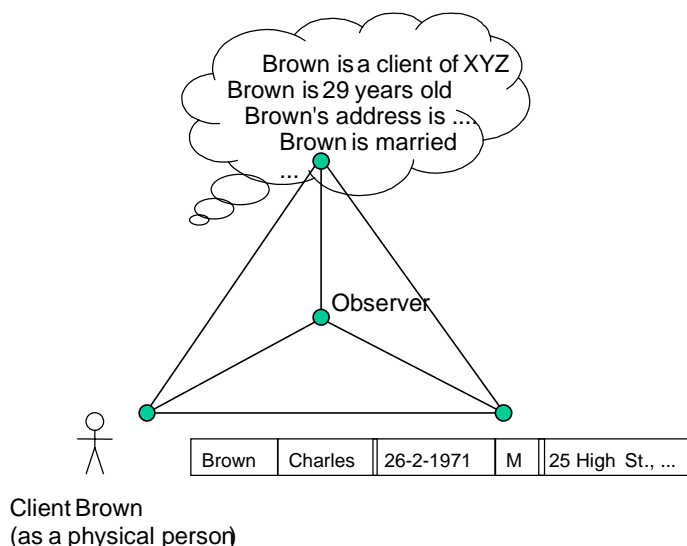 Brown is a client of XYZ
Brown is 29 years old
Brown's address is ....
Brown is married
...
Observer
Brown Charles 26-2-1971 M 25 High St., ...
Client Brown
(as a physical person)